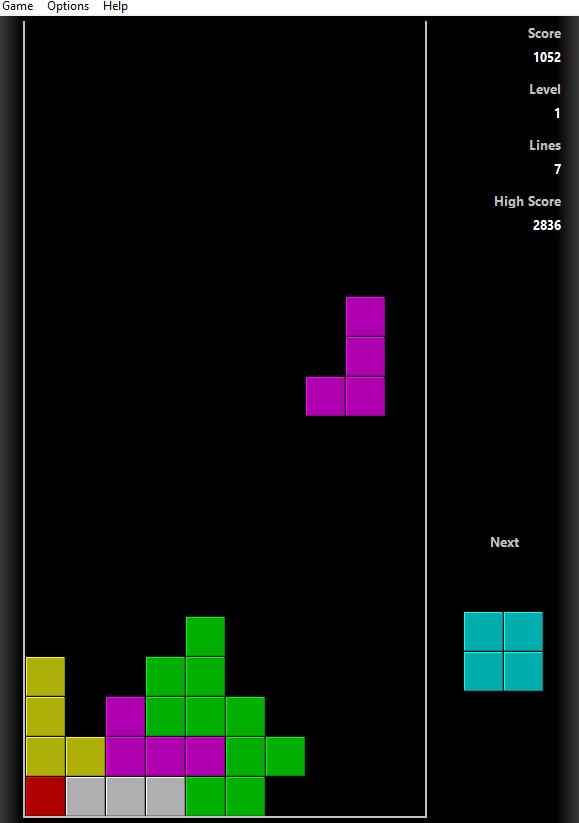 Game Options Help
Score
1052
Level
1
Lines
7
High Score
2836
Next